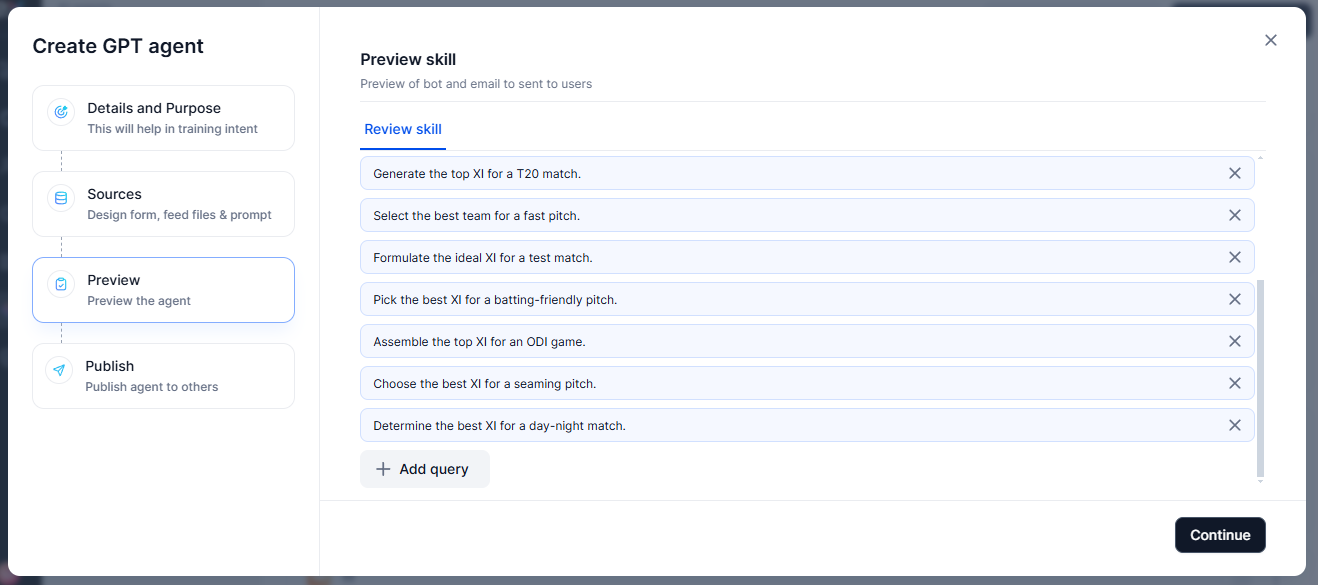 Create GPT agent
Details and Purpose
This will help in training intent
Sources
Design form, feed files & prompt
Preview
Preview the agent
Publish
Publish agent to others
Preview skill
Preview of bot and email to sent to users
Review skill
Generate the top XI for a T20 match.
Select the best team for a fast pitch.
Formulate the ideal XI for a test match.
Pick the best XI for a batting-friendly pitch.
Assemble the top XI for an ODI game.
Choose the best XI for a seaming pitch.
Determine the best XI for a day-night match.
Add query
Continue